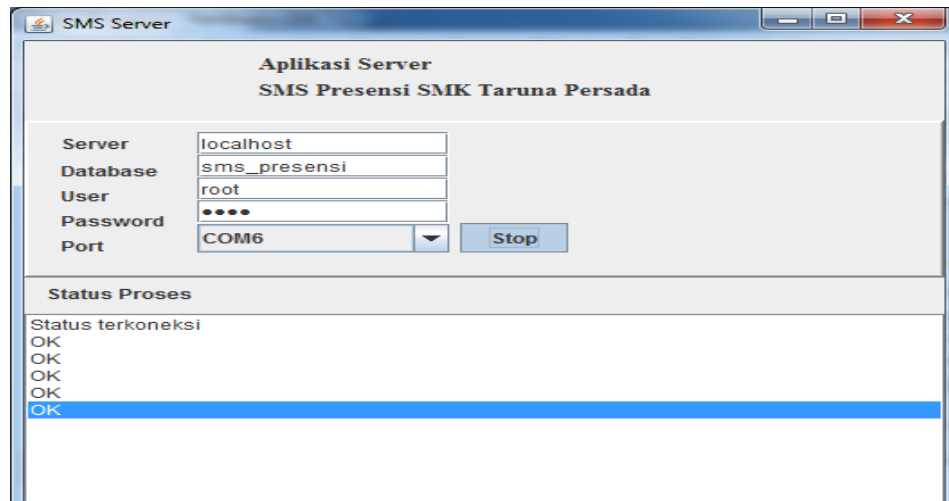 SMS Server
Aplikasi Server
SMS Presensi SMK Taruna Persada
Server localhost
Database sms_presensi
User root
Password ••••
Port COM6 Stop
Status Proses
Status terkoneksi
OK
OK
OK
OK
OK